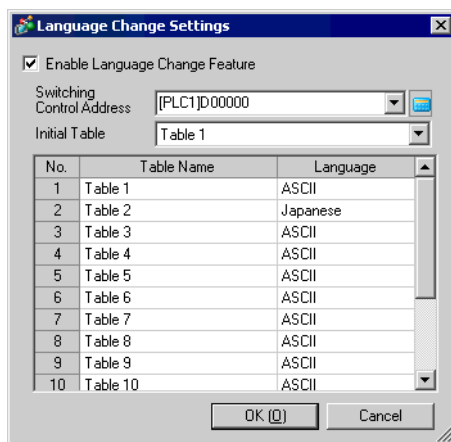 Language Change Settings
Enable Language Change Feature
Switching
Control Address [PLC1]D00000
Initial Table Table 1
No. Table Name Language
1 Table 1 ASCII
2 Table 2 Japanese
3 Table 3 ASCII
4 Table 4 ASCII
5 Table 5 ASCII
6 Table 6 ASCII
7 Table 7 ASCII
8 Table 8 ASCII
9 Table 9 ASCII
10 Table 10 ASCII
OK (O) Cancel